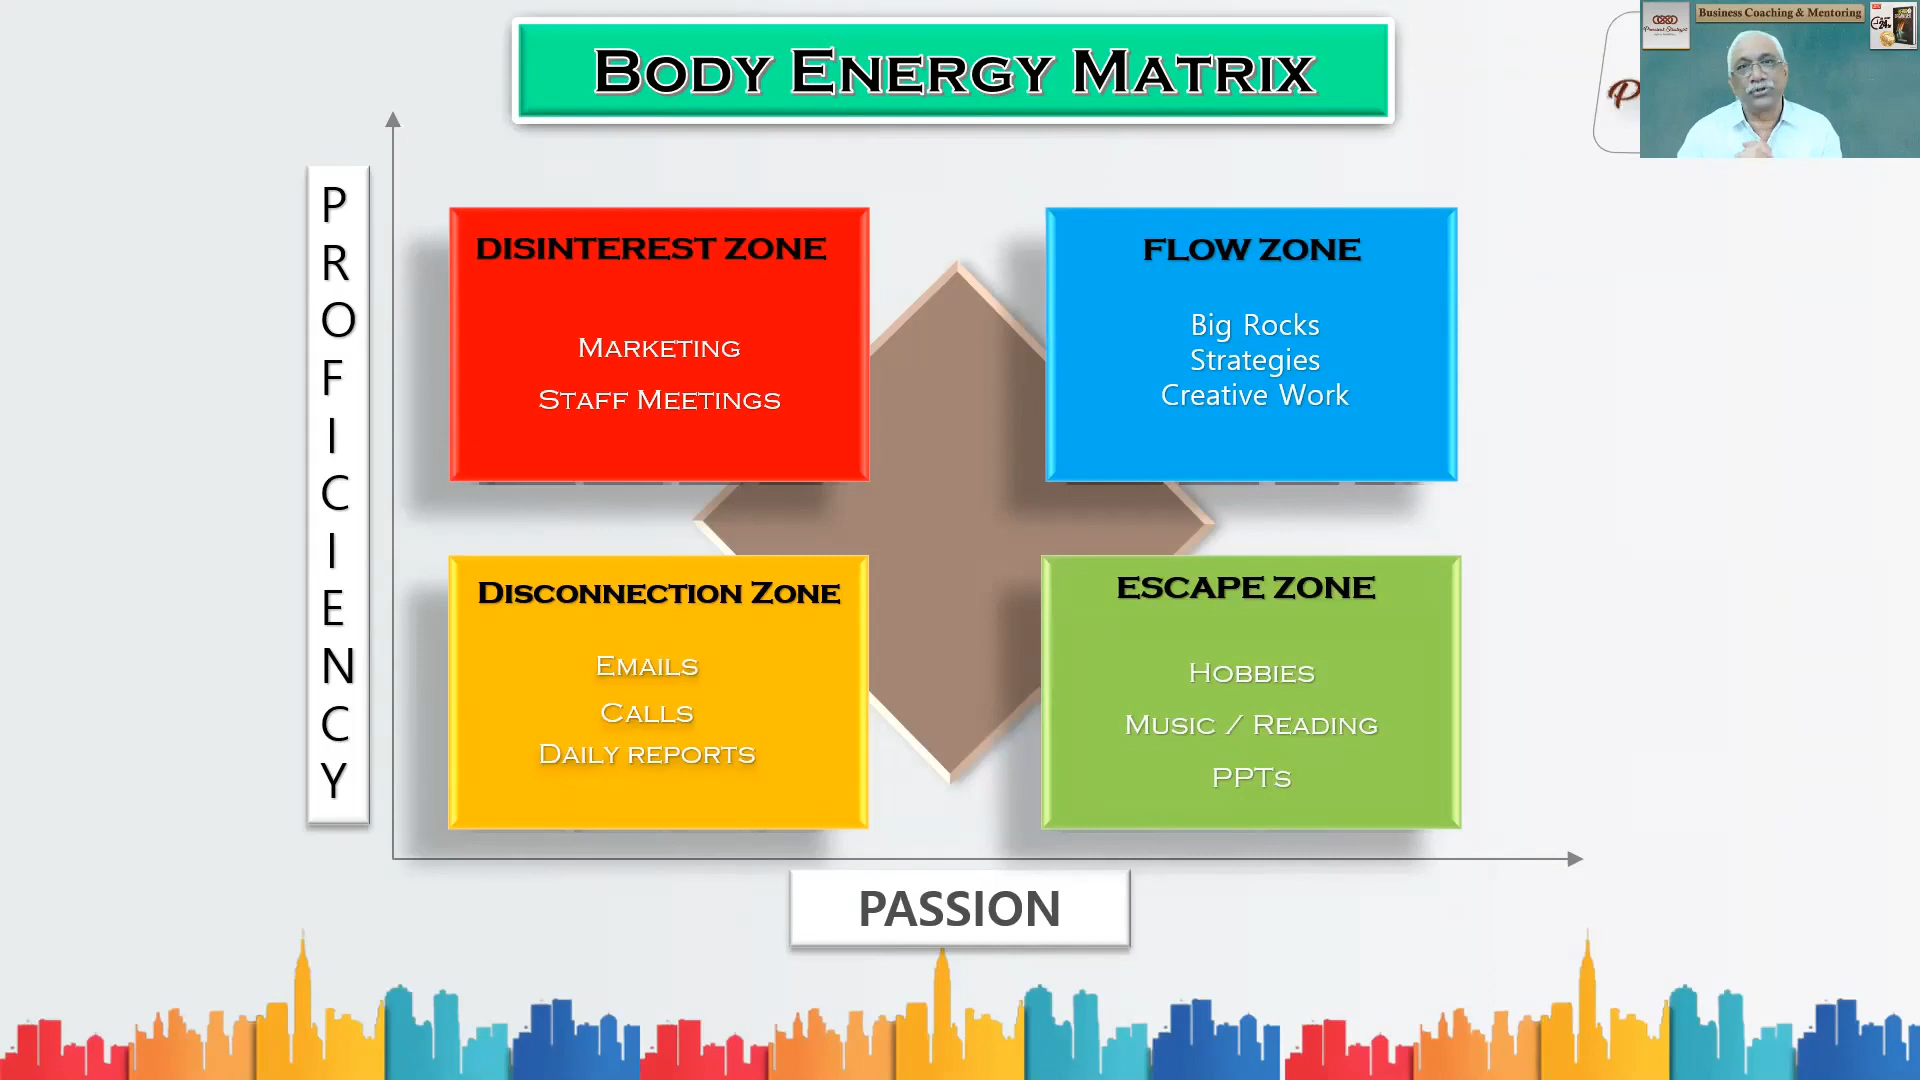 BODY ENERGY MATRIX
Business Coaching & Mentoring
P
R
O
F
I
C
I
E
N
C
Y
DISINTEREST ZONE
MARKETING
STAFF MEETINGS
FLOW ZONE
Big Rocks
Strategies
Creative Work
DISCONNECTION ZONE
EMAILS
CALLS
DAILY REPORTS
ESCAPE ZONE
HOBBIES
MUSIC / READING
PPTS
PASSION